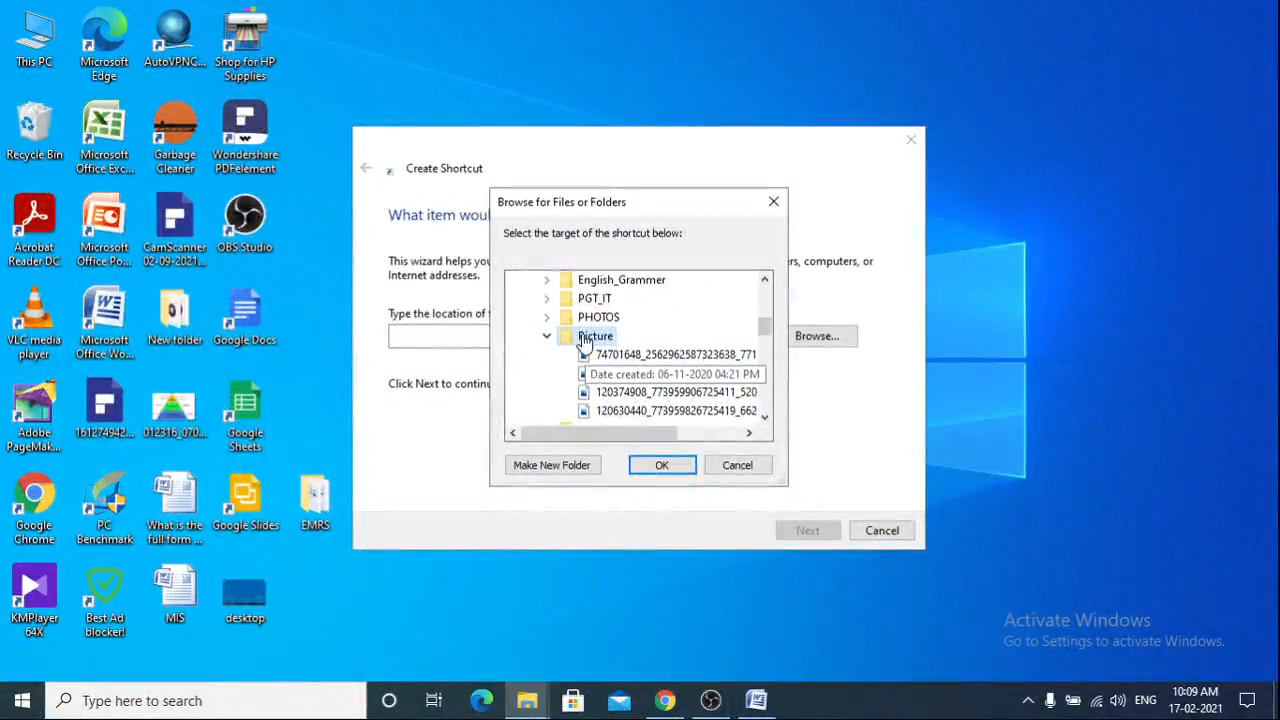 This PC
Microsoft
Edge
AutoVPNC...
Shop for HP
Supplies
Recycle Bin
Microsoft
Office Exc...
Garbage
Cleaner
Wondershare
PDFelement
Acrobat
Reader DC
Microsoft
Office Po...
CamScanner
02-09-2021...
OBS Studio
VLC media
player
Microsoft
Office Wo...
New folder
Google Docs
Adobe
PageMak...
161274942...
012316_070...
Google
Sheets
Google
Chrome
PC
Benchmark
What is the
full form ...
Google Slides
EMRS
KMPlayer
64X
Best Ad
blocker!
MIS
desktop
Create Shortcut
What item wou
This wizard helps you
rs, computers, or
Internet addresses.
Type the location of
Browse...
Click Next to continu
Next
Cancel
Browse for Files or Folders
Select the target of the shortcut below:
English_Grammer
PGT_IT
PHOTOS
Picture
74701648_2562962587323638_771
Date created: 06-11-2020 04:21 PM
120374908_773959906725411_520
120630440_773959826725419_662
Make New Folder
OK
Cancel
Activate Windows
Go to Settings to activate Windows.
Type here to search
ENG
10:09 AM
17-02-2021